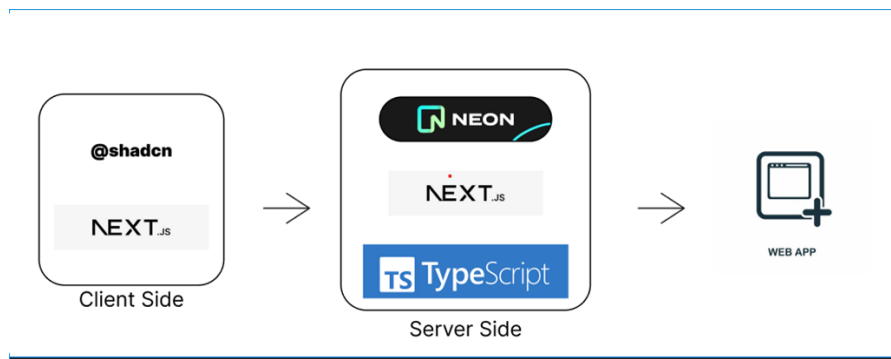 @shadcn
NEXT.JS
Client Side
NEON
NEXT.JS
TS TypeScript
Server Side
WEB APP